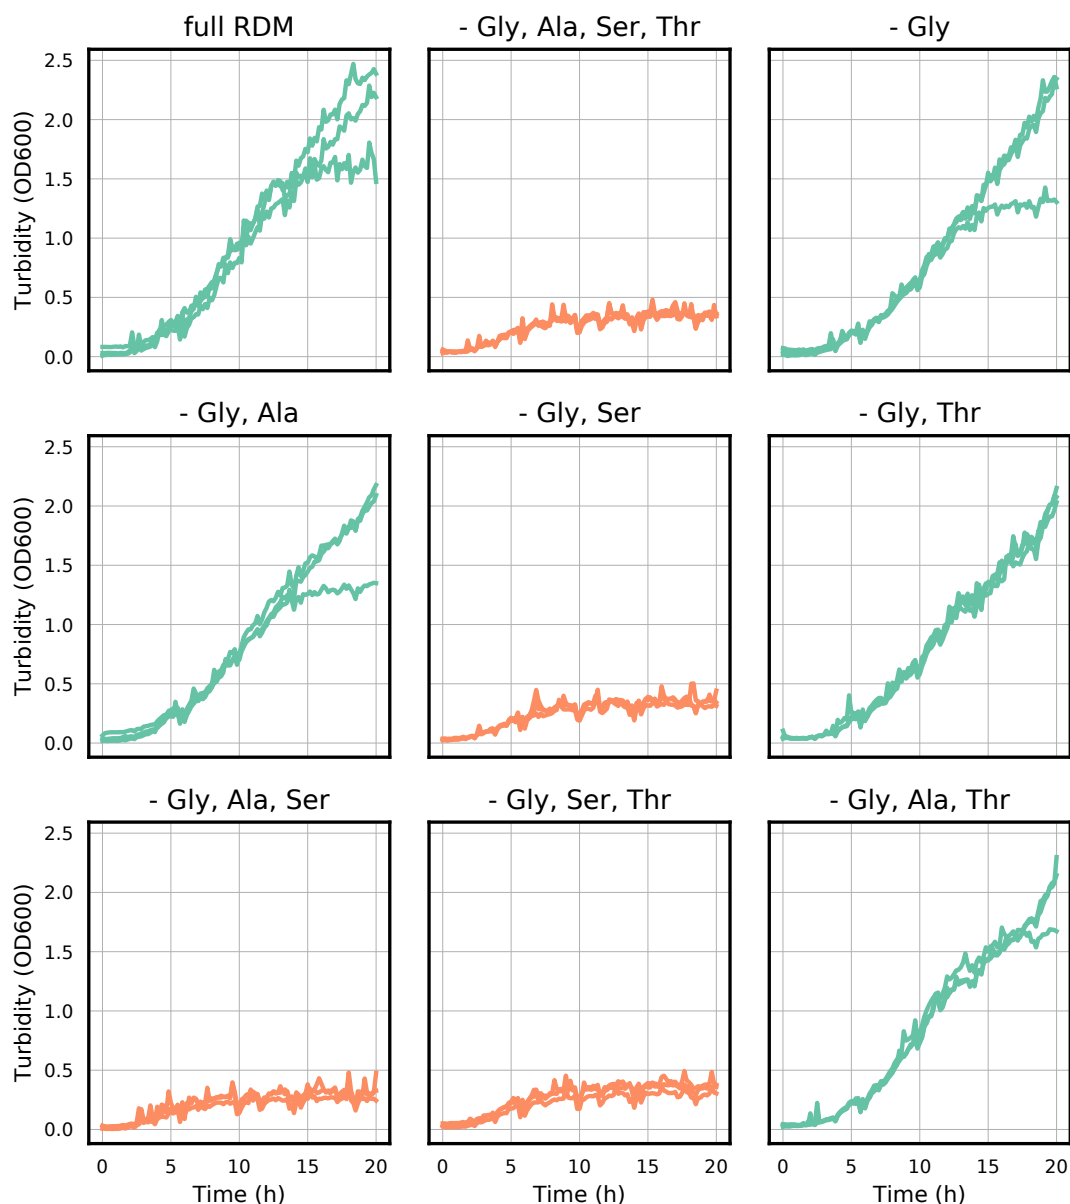 full RDM
- Gly, Ala, Ser, Thr
- Gly
2.5
2.0
1.5
1.0
0.5
0.0
Turbidity (OD600)
- Gly, Ala
- Gly, Ser
- Gly, Thr
2.5
2.0
1.5
1.0
0.5
0.0
Turbidity (OD600)
- Gly, Ala, Ser
- Gly, Ser, Thr
- Gly, Ala, Thr
2.5
2.0
1.5
1.0
0.5
0.0
Turbidity (OD600)
0 5 10 15 20
0 5 10 15 20
0 5 10 15 20
Time (h)
Time (h)
Time (h)